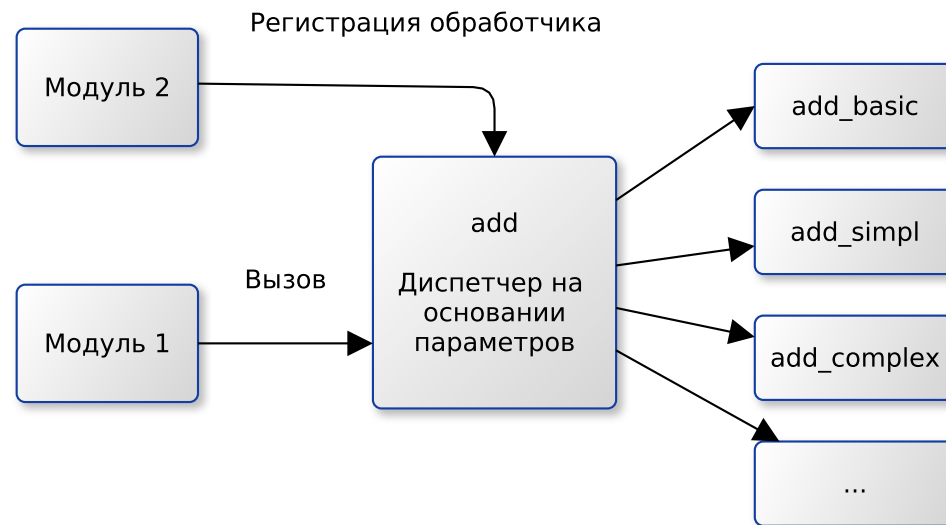 Регистрация обработчика
Модуль 2
add_basic
add
add_simpl
Диспетчер на
основании
параметров
Вызов
Модуль 1
add_complex
...